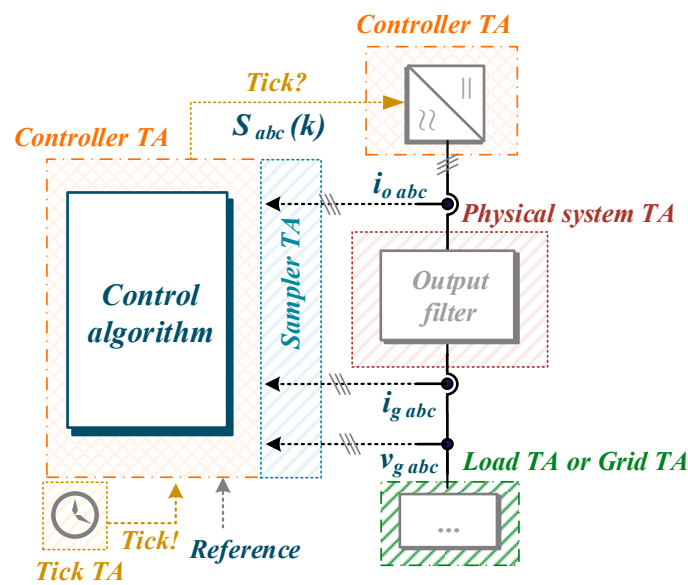 Controller TA
Tick?
S abc (k)
Controller TA
i o abc
Physical system TA
Sampler TA
Control
algorithm
Output
filter
i g abc
v g abc
Load TA or Grid TA
...
Tick!
Reference
Tick TA